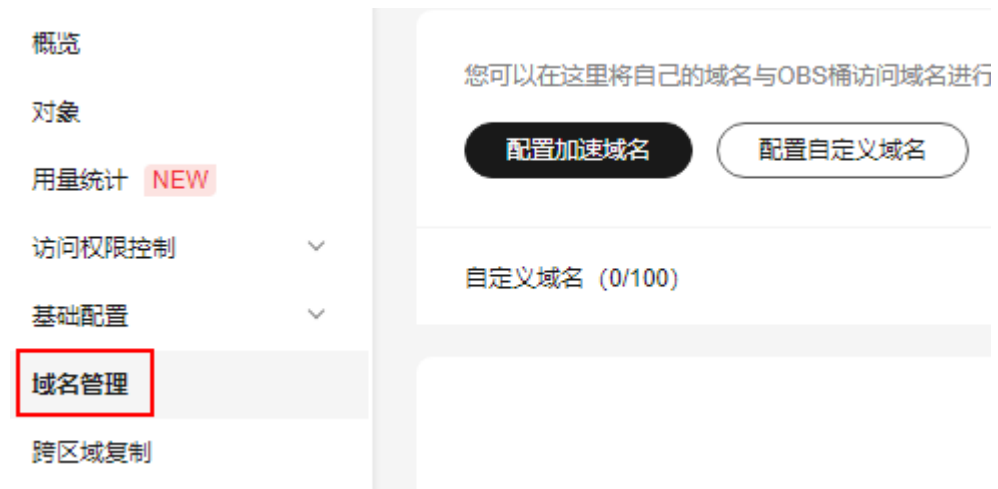 概览
对象
用量统计 NEW
访问权限控制
基础配置
域名管理
跨区域复制
您可以在这里将自己的域名与OBS桶访问域名进行
配置加速域名 配置自定义域名
自定义域名（0/100）